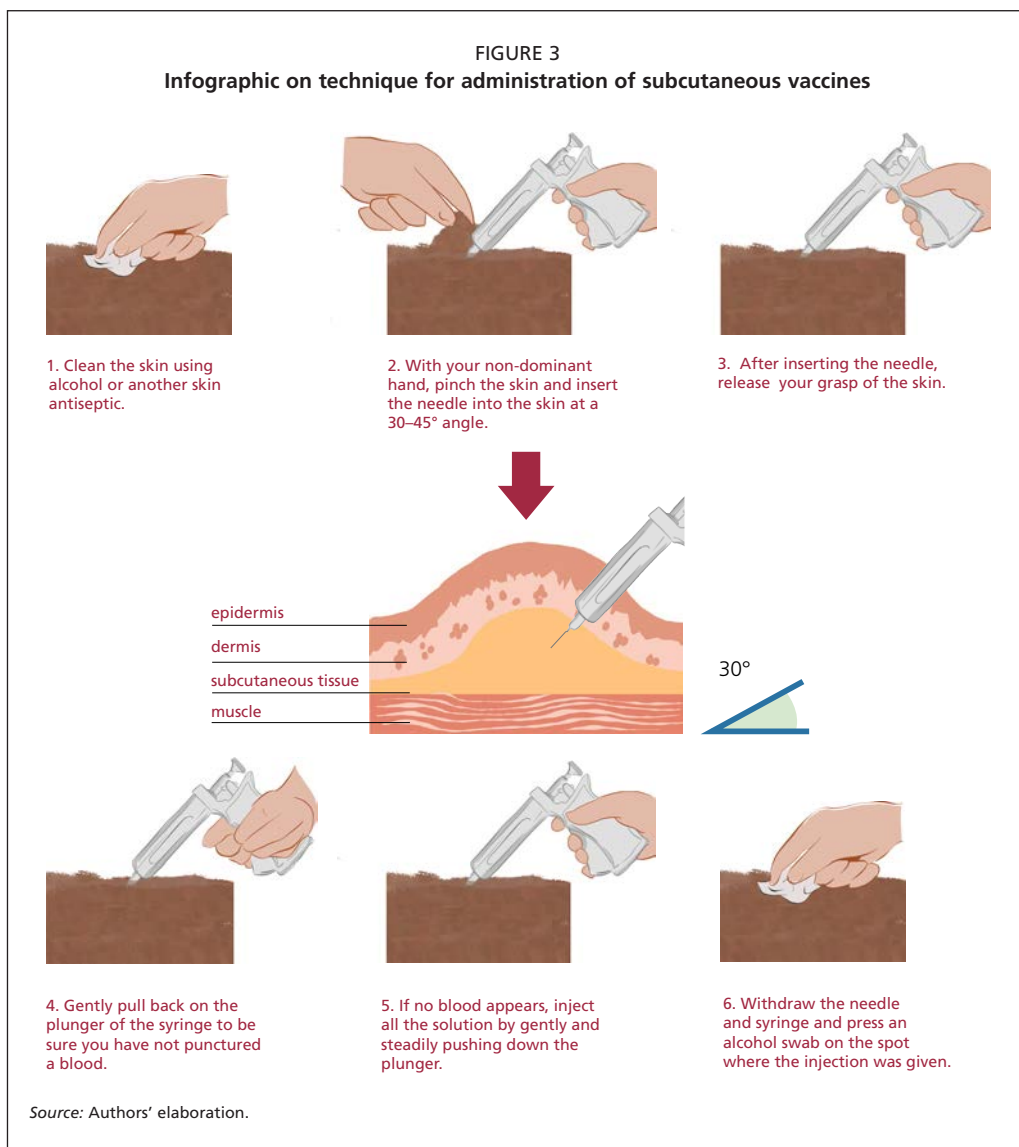 FIGURE 3
Infographic on technique for administration of subcutaneous vaccines
1. Clean the skin using
alcohol or another skin
antiseptic.
2. With your non-dominant
hand, pinch the skin and insert
the needle into the skin at a
30–45° angle.
3. After inserting the needle,
release your grasp of the skin.
epidermis
dermis
subcutaneous tissue
muscle
30°
4. Gently pull back on the
plunger of the syringe to be
sure you have not punctured
a blood.
5. If no blood appears, inject
all the solution by gently and
steadily pushing down the
plunger.
6. Withdraw the needle
and syringe and press an
alcohol swab on the spot
where the injection was given.
Source: Authors’ elaboration.